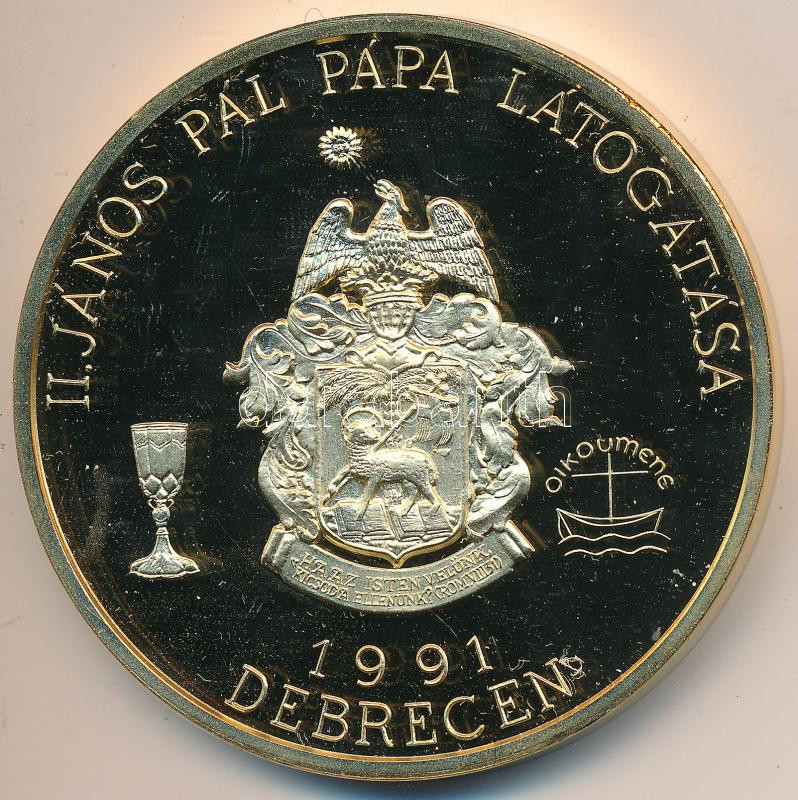 II. JÁNOS PÁL PÁPA LÁTOGATÁSA
OIKOUMENE
HA AZ ISTEN VELÜNK,
KICSODA ELLENÜNK? (RÓM.VIII.31)
1991
DEBRECEN